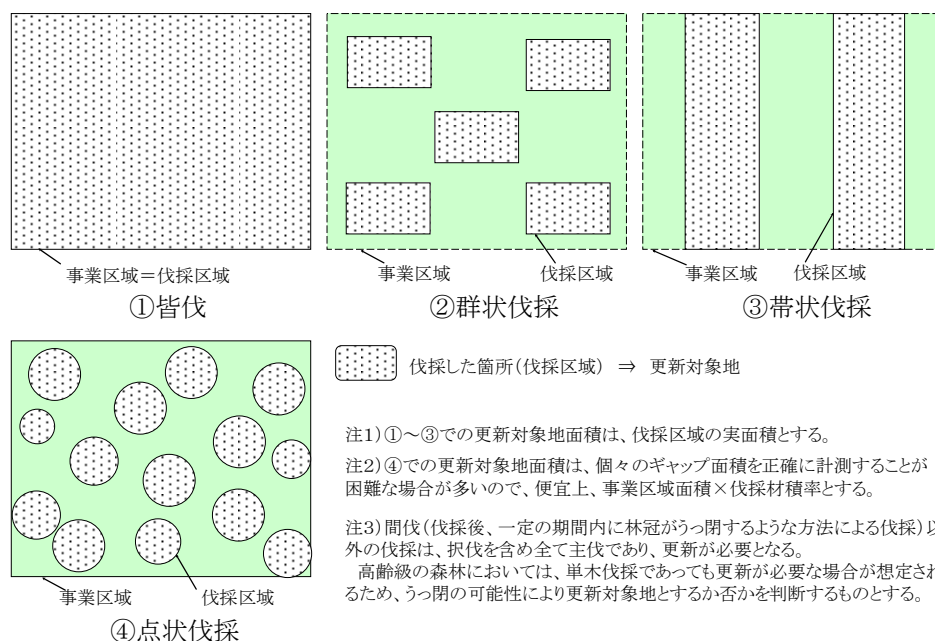 事業区域＝伐採区域
①皆伐
事業区域
伐採区域
②群状伐採
事業区域
伐採区域
③帯状伐採
伐採した箇所(伐採区域) ⇒ 更新対象地
注1)①～③での更新対象地面積は、伐採区域の実面積とする。
注2)④での更新対象地面積は、個々のギャップ面積を正確に計測することが
困難な場合が多いので、便宜上、事業区域面積×伐採材積率とする。
注3)間伐(伐採後、一定の期間内に林冠がうっ閉するような方法による伐採)以
外の伐採は、択伐を含め全て主伐であり、更新が必要となる。
高齢級の森林においては、単木伐採であっても更新が必要な場合が想定され
るため、うっ閉の可能性により更新対象地とするか否かを判断するものとする。
事業区域
伐採区域
④点状伐採